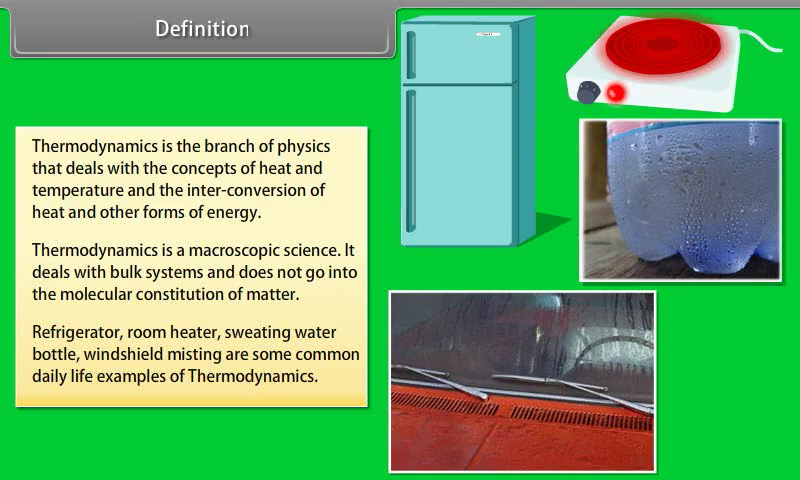 Definition
Thermodynamics is the branch of physics
that deals with the concepts of heat and
temperature and the inter-conversion of
heat and other forms of energy.
Thermodynamics is a macroscopic science. It
deals with bulk systems and does not go into
the molecular constitution of matter.
Refrigerator, room heater, sweating water
bottle, windshield misting are some common
daily life examples of Thermodynamics.